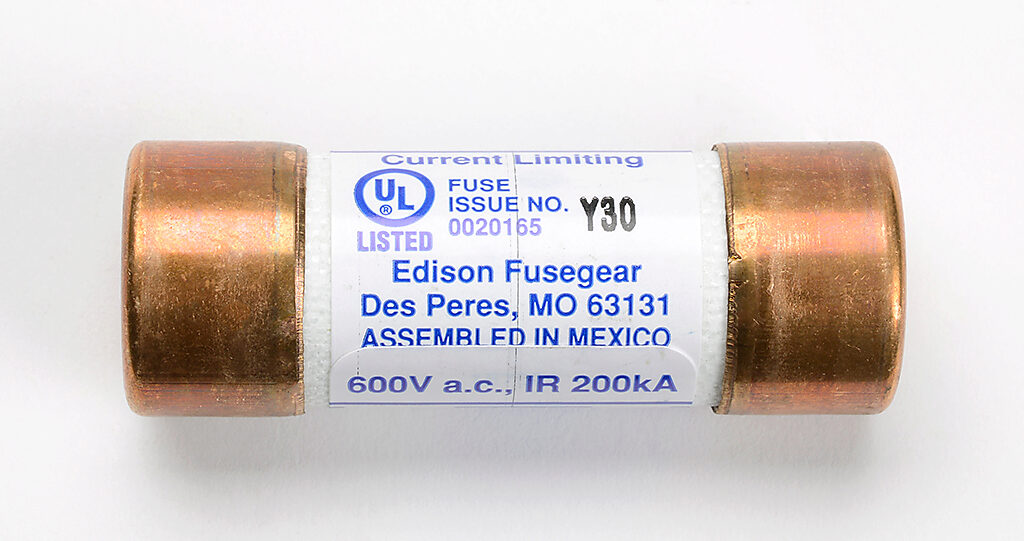 Current Limiting
UL ®
LISTED
FUSE
ISSUE NO. Y30
0020165
Edison Fusegear
Des Peres, MO 63131
ASSEMBLED IN MEXICO
600V a.c., IR 200kA